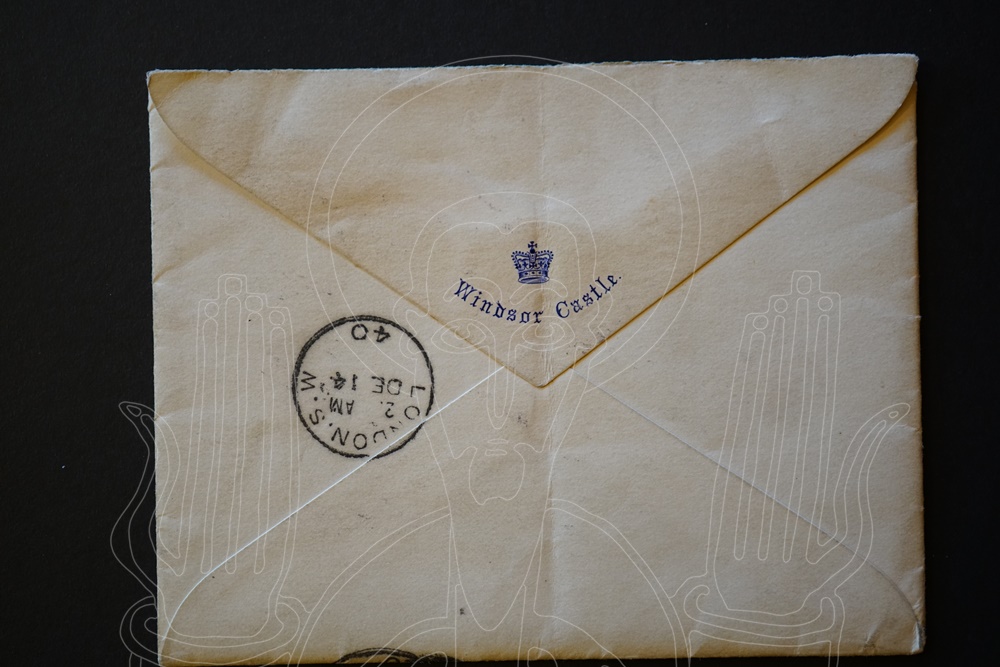 Windsor Castle.
LONDON. S. W
2. AM
DE 14
40